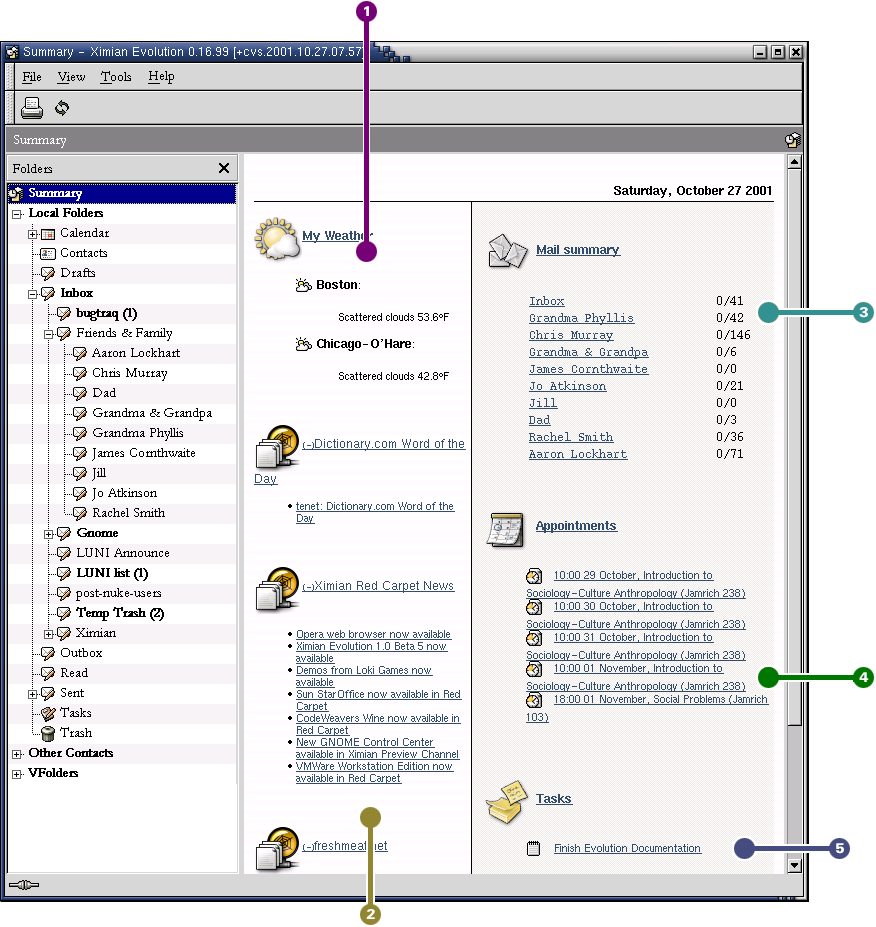 1
Summary - Ximian Evolution 0.16.99 [+cvs.2001.10.27.07.57]
File View Tools Help
Summary
Folders
Summary
Local Folders
Calendar
Contacts
Drafts
Inbox
bugtraq (1)
Friends & Family
Aaron Lockhart
Chris Murray
Dad
Grandma & Grandpa
Grandma Phyllis
James Cornthwaite
Jill
Jo Atkinson
Rachel Smith
Gnome
LUNI Announce
LUNI list (1)
post-nuke-users
Temp Trash (2)
Ximian
Outbox
Read
Sent
Tasks
Trash
Other Contacts
VFolders
Saturday, October 27 2001
My Weather
Boston:
Scattered clouds 53.6ºF
Chicago-O'Hare:
Scattered clouds 42.8ºF
(-)Dictionary.com Word of the
Day
tenet: Dictionary.com Word of the
Day
(-)Ximian Red Carpet News
Opera web browser now available
Ximian Evolution 1.0 Beta 5 now
available
Demos from Loki Games now
available
Sun StarOffice now available in Red
Carpet
CodeWeavers Wine now available in
Red Carpet
New GNOME Control Center
available in Ximian Preview Channel
VMWare Workstation Edition now
available in Red Carpet
(-)freshmeat.net
2
Mail summary
Inbox 0/41
3
Grandma Phyllis 0/42
Chris Murray 0/146
Grandma & Grandpa 0/6
James Cornthwaite 0/0
Jo Atkinson 0/21
Jill 0/0
Dad 0/3
Rachel Smith 0/36
Aaron Lockhart 0/71
Appointments
10:00 29 October, Introduction to
Sociology-Culture Anthropology (Jamrich 238)
10:00 30 October, Introduction to
Sociology-Culture Anthropology (Jamrich 238)
10:00 31 October, Introduction to
Sociology-Culture Anthropology (Jamrich 238)
10:00 01 November, Introduction to
Sociology-Culture Anthropology (Jamrich 238)
4
18:00 01 November, Social Problems (Jamrich
103)
Tasks
Finish Evolution Documentation
5